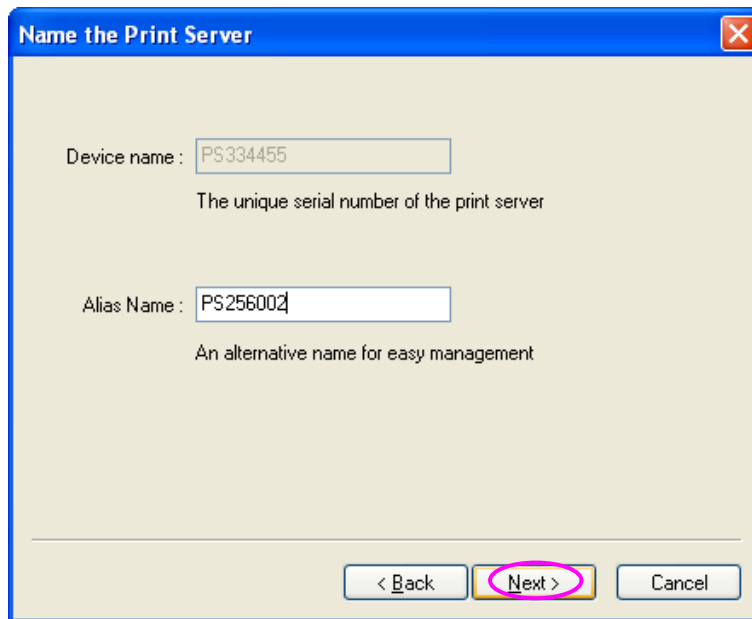 Name the Print Server
Device name : PS334455
The unique serial number of the print server
Alias Name : PS256002
An alternative name for easy management
< Back Next > Cancel